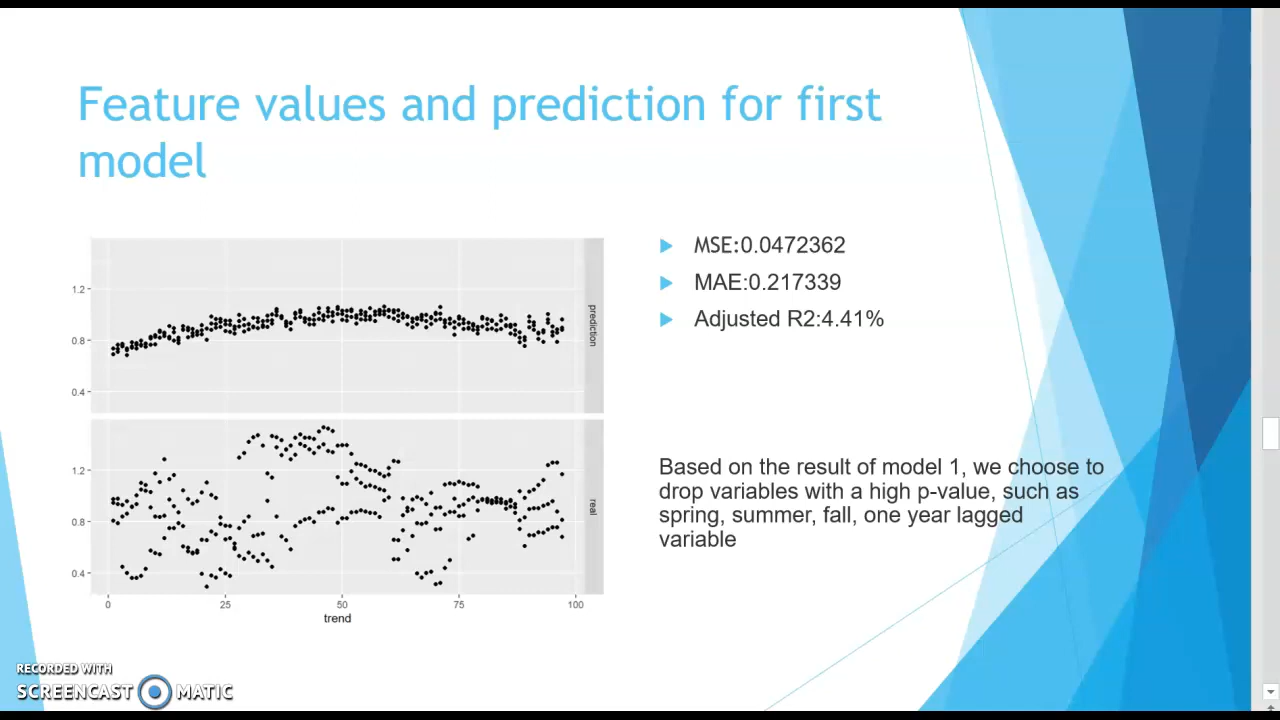 Feature values and prediction for first
model
1.2
0.8
0.4
prediction
1.2
0.8
0.4
real
0
25
50
75
100
trend
MSE:0.0472362
MAE:0.217339
Adjusted R2:4.41%
Based on the result of model 1, we choose to
drop variables with a high p-value, such as
spring, summer, fall, one year lagged
variable
RECORDED WITH
SCREENCAST MATIC